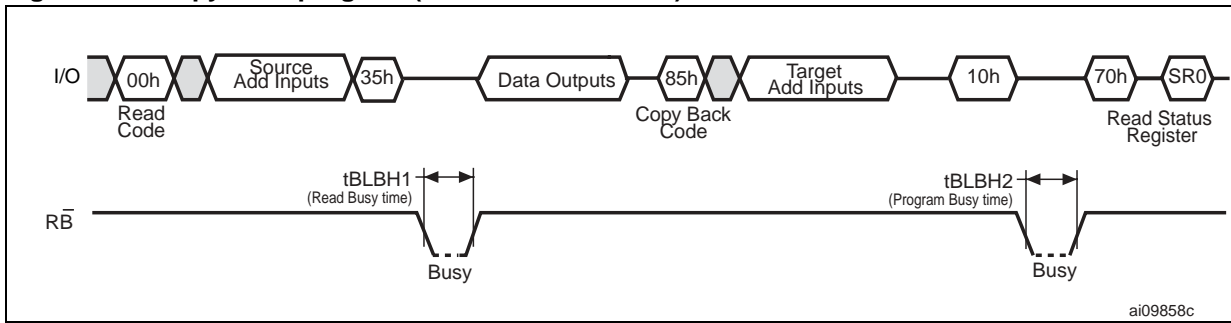 I/O 00h Source Add Inputs 35h Data Outputs 85h Target Add Inputs 10h 70h SR0
Read Code
Copy Back Code
Read Status Register
tBLBH1
(Read Busy time)
tBLBH2
(Program Busy time)
RB̅
Busy
Busy
ai09858c